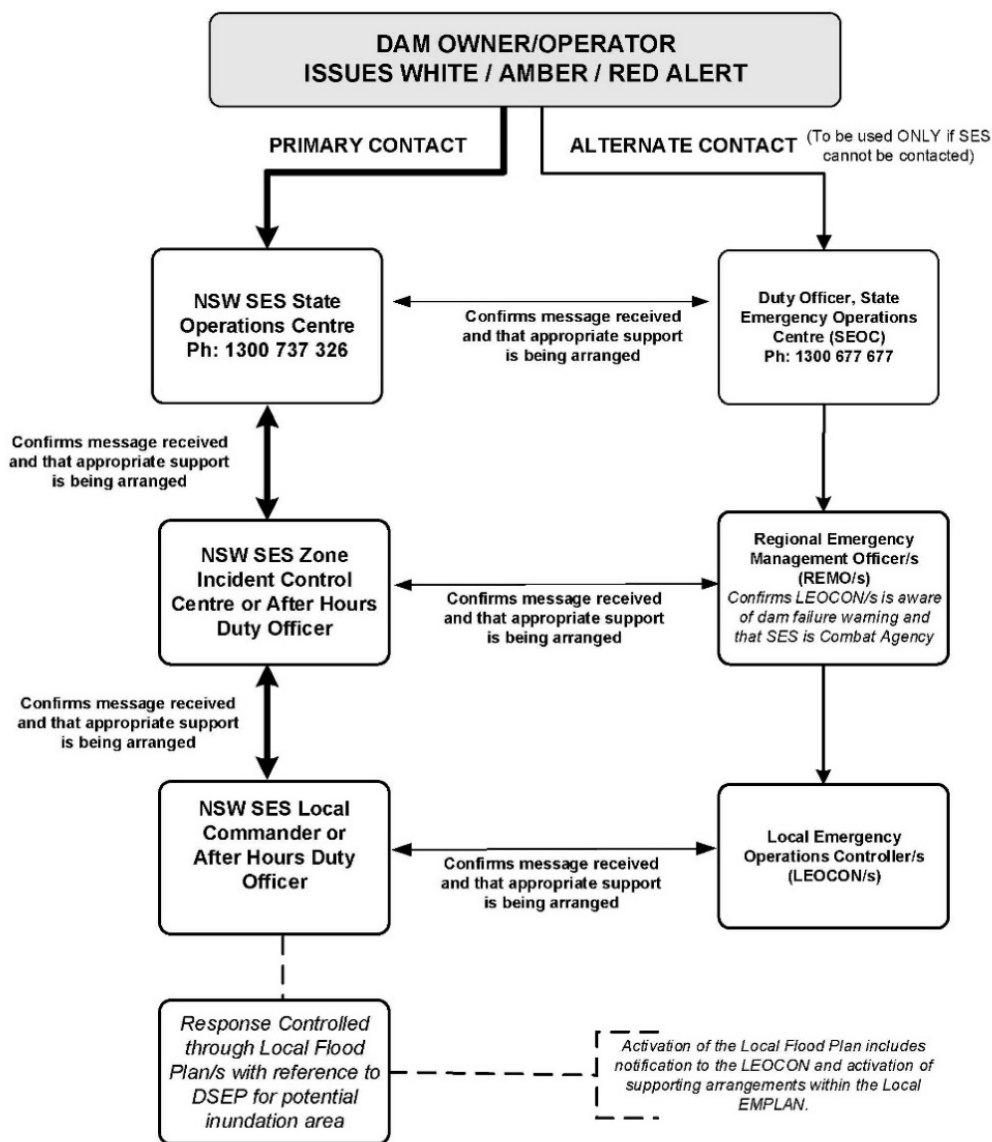 DAM OWNER/OPERATOR
ISSUES WHITE / AMBER / RED ALERT
PRIMARY CONTACT
ALTERNATE CONTACT
(To be used ONLY if SES
cannot be contacted)
NSW SES State
Operations Centre
Ph: 1300 737 326
Confirms message received
and that appropriate support
is being arranged
Duty Officer, State
Emergency Operations
Centre (SEOC)
Ph: 1300 677 677
Confirms message received
and that appropriate support
is being arranged
NSW SES Zone
Incident Control
Centre or After Hours
Duty Officer
Confirms message received
and that appropriate support
is being arranged
Regional Emergency
Management Officer/s
(REMO/s)
Confirms LEOCON/s is aware
of dam failure warning and
that SES is Combat Agency
Confirms message received
and that appropriate support
is being arranged
NSW SES Local
Commander or
After Hours Duty
Officer
Confirms message received
and that appropriate support
is being arranged
Local Emergency
Operations Controller/s
(LEOCON/s)
Response Controlled
through Local Flood
Plan/s with reference to
DSEP for potential
inundation area
Activation of the Local Flood Plan includes
notification to the LEOCON and activation of
supporting arrangements within the Local
EMPLAN.